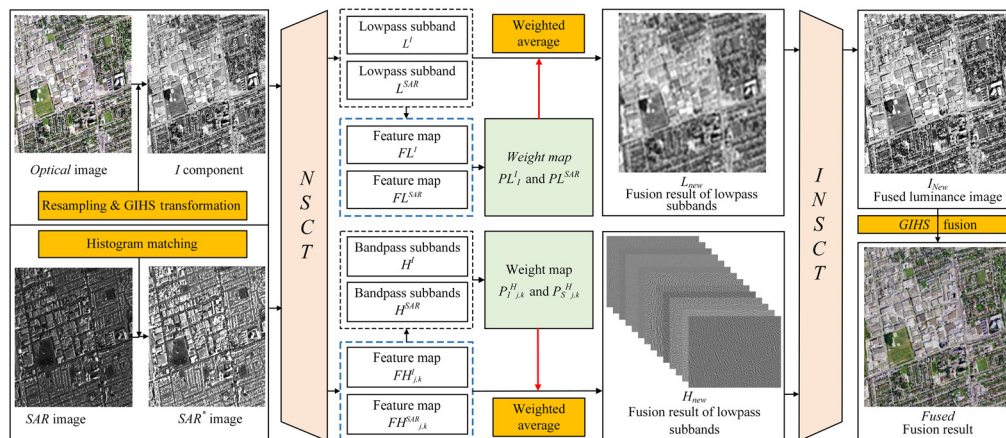 Optical image
I component
Resampling & GIHS transformation
Histogram matching
SAR image
SAR* image
NSCT
Lowpass subband
L^I
Lowpass subband
L^SAR
Feature map
FL^I
Feature map
FL^SAR
Bandpass subbands
H^I
Bandpass subbands
H^SAR
Feature map
FH^I_j,k
Feature map
FH^SAR_j,k
Weighted
average
Weight map
PL^I_I and PL^SAR
Weight map
P_I^H_j,k and P_S^H_j,k
Weighted
average
L_new
Fusion result of lowpass
subbands
H_new
Fusion result of lowpass
subbands
INSCT
I_New
Fused luminance image
GIHS fusion
Fused
Fusion result